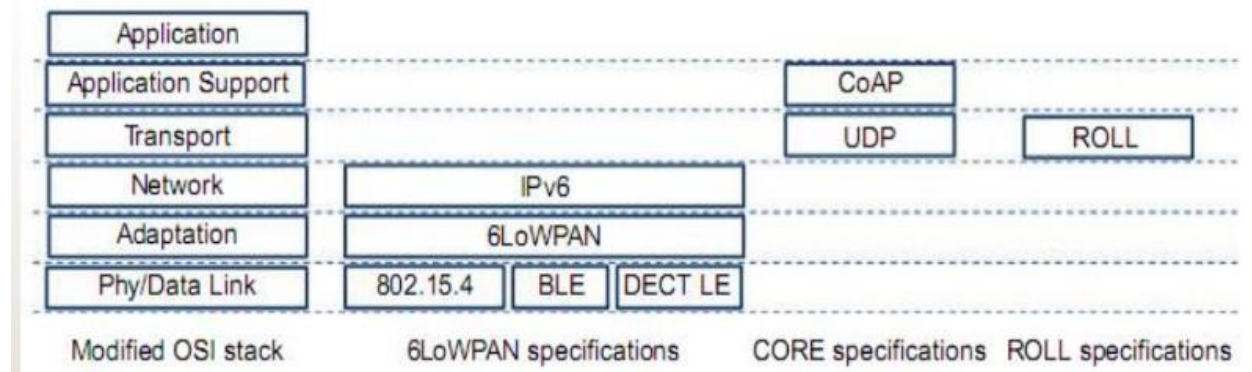 Application
Application Support CoAP
Transport UDP ROLL
Network IPv6
Adaptation 6LoWPAN
Phy/Data Link 802.15.4 BLE DECT LE
Modified OSI stack 6LoWPAN specifications CORE specifications ROLL specifications